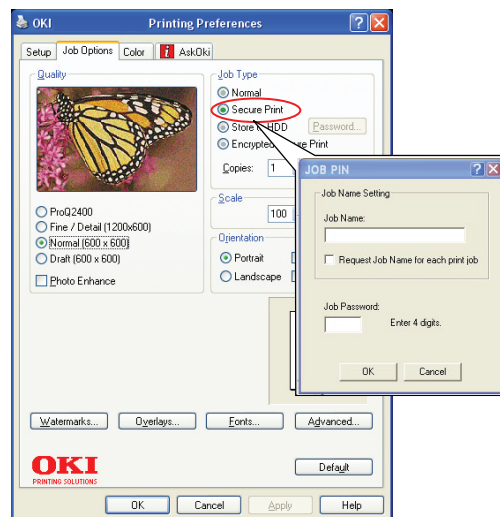 OKI Printing Preferences
Setup Job Options Color i AskOki
Quality
ProQ2400
Fine / Detail (1200x600)
Normal (600 x 600)
Draft (600 x 600)
Photo Enhance
Job Type
Normal
Secure Print
Store HDD Password...
Print
Copies: 1
Scale
100
Orientation
Portrait
Landscape
JOB PIN
Job Name Setting
Job Name:
Request Job Name for each print job
Job Password:
Enter 4 digits.
OK Cancel
Watermarks... Overlays... Fonts... Advanced...
OKI
PRINTING SOLUTIONS
Default
OK Cancel Apply Help